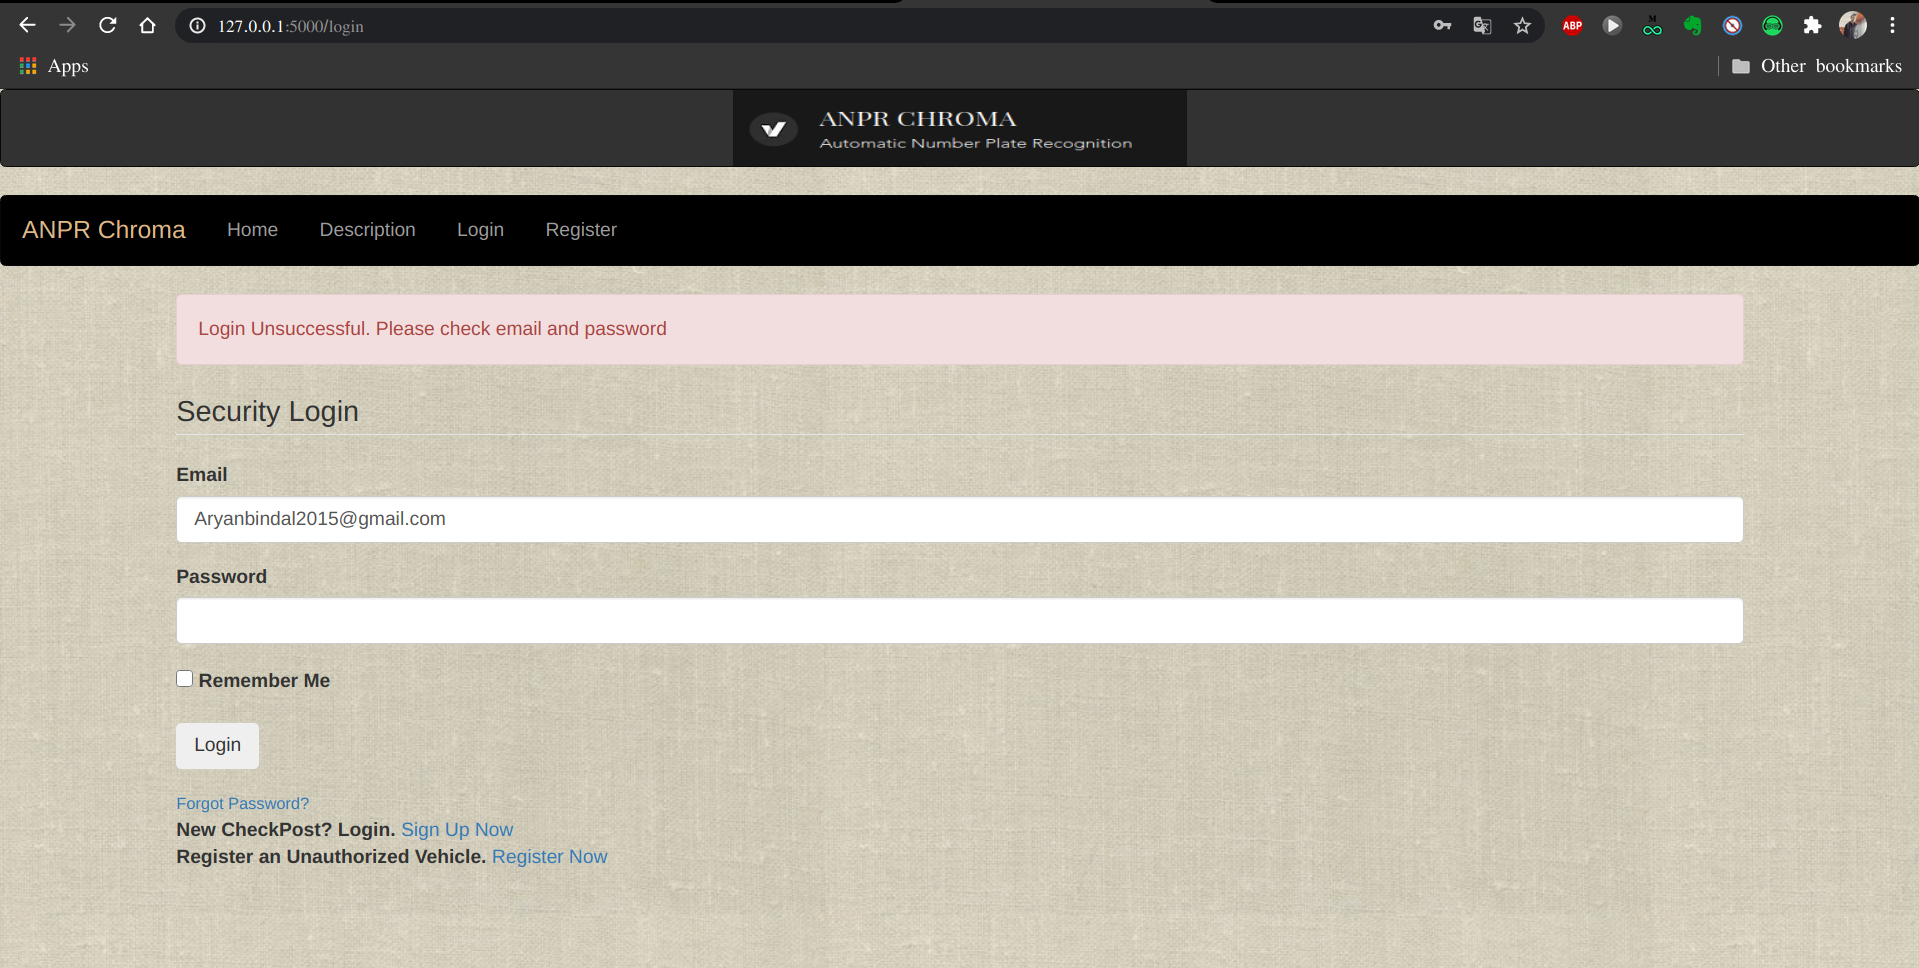 127.0.0.1:5000/login
ABP
M
Apps
Other bookmarks
ANPR CHROMA
Automatic Number Plate Recognition
ANPR Chroma Home Description Login Register
Login Unsuccessful. Please check email and password
Security Login
Email
Aryanbindal2015@gmail.com
Password
Remember Me
Login
Forgot Password?
New CheckPost? Login. Sign Up Now
Register an Unauthorized Vehicle. Register Now